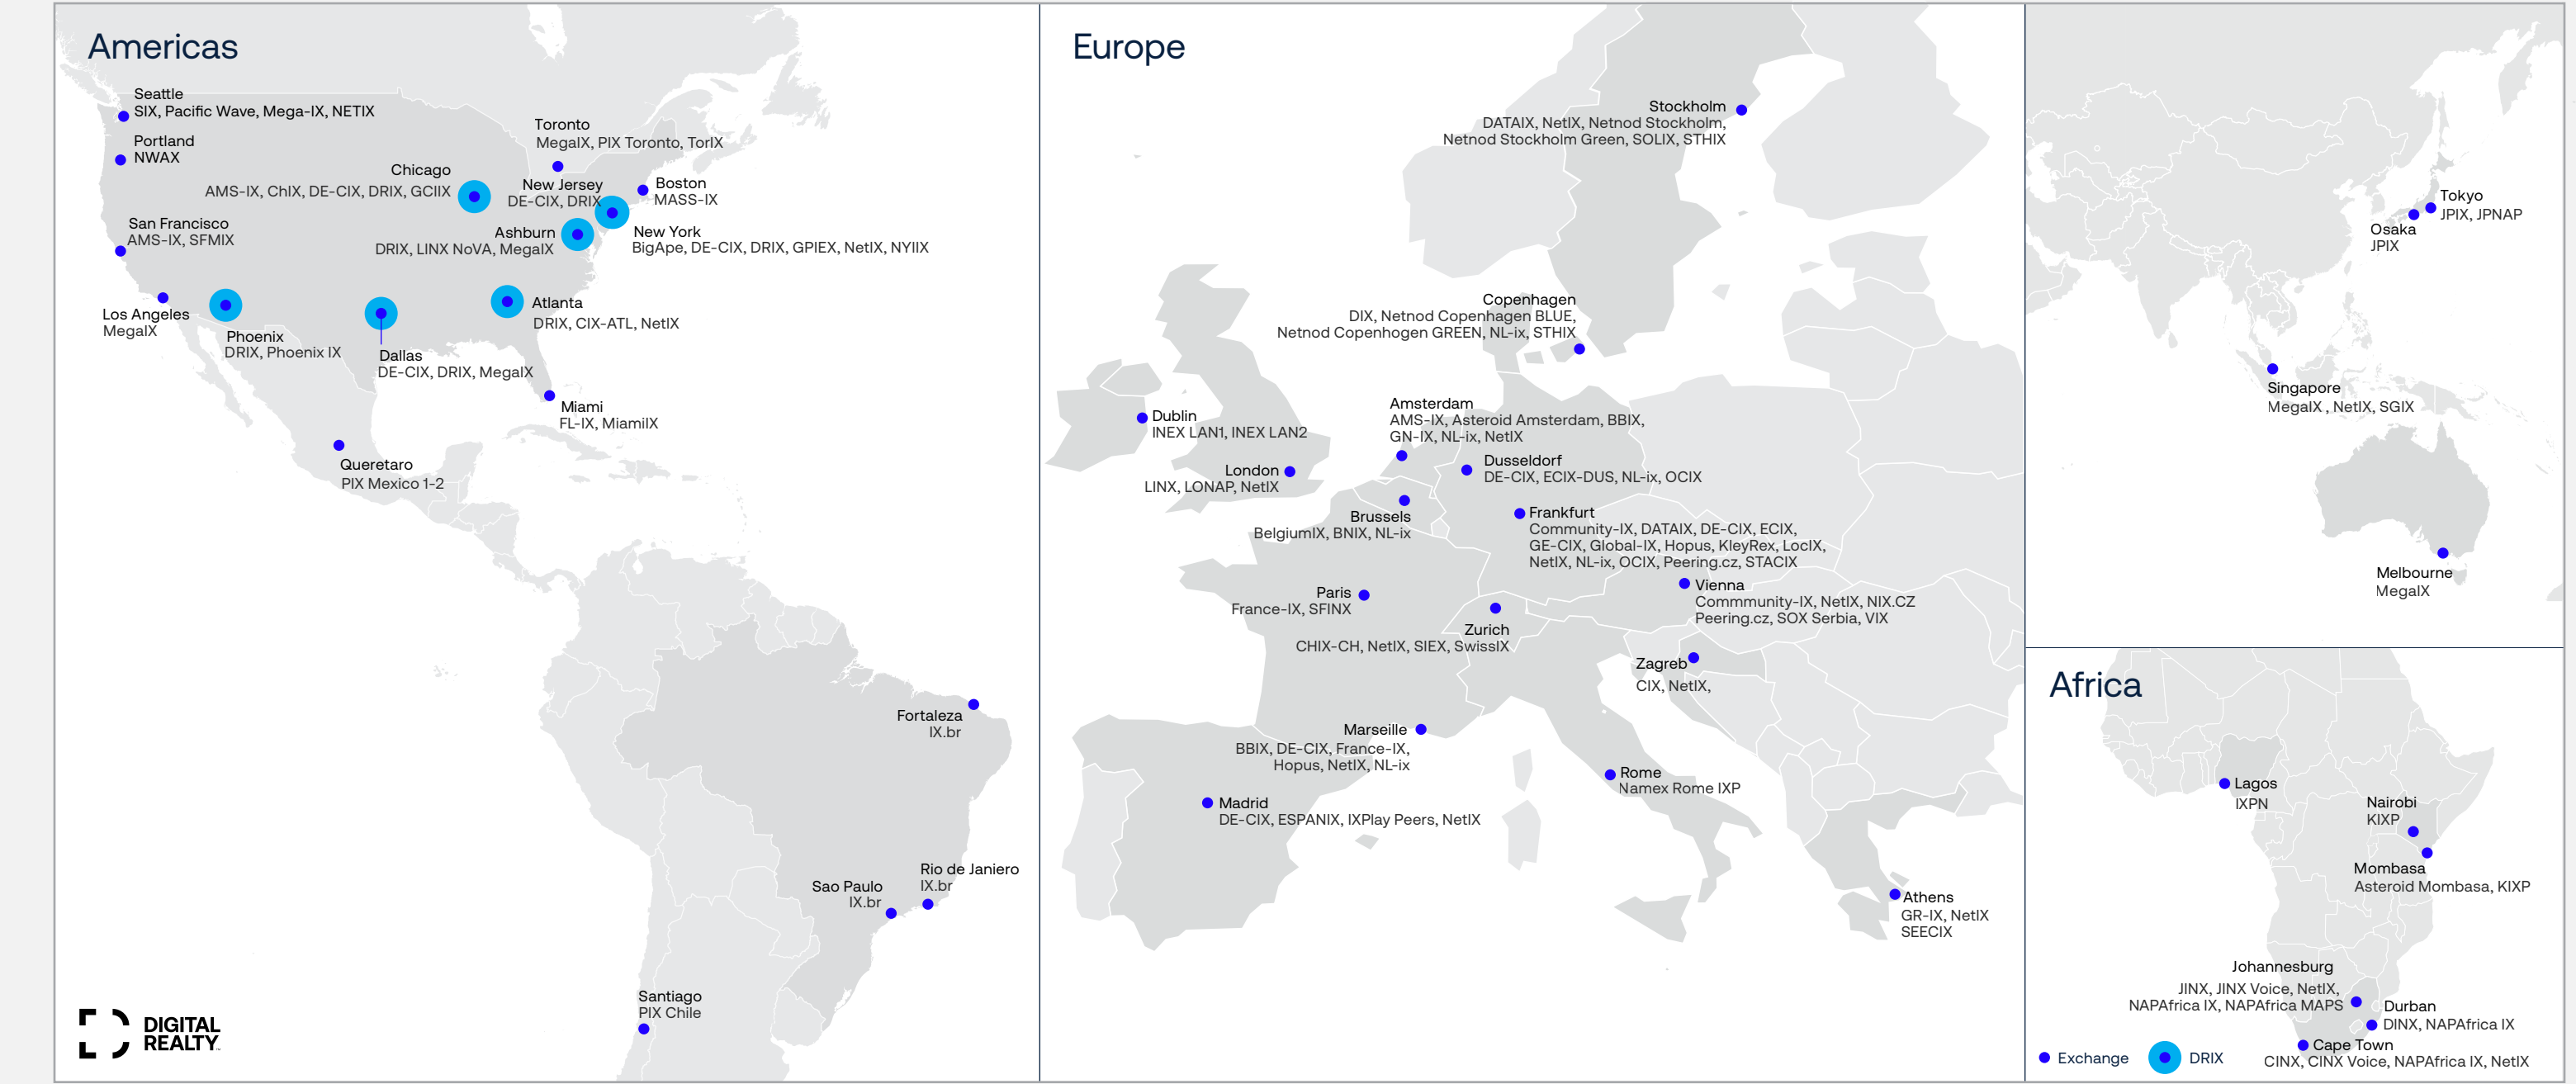 Americas
Seattle
SIX, Pacific Wave, Mega-IX, NETIX
Portland
NWAX
Toronto
MegaIX, PIX Toronto, TorIX
Chicago
AMS-IX, ChIX, DE-CIX, DRIX, GCIIX
New Jersey
DE-CIX, DRIX
Boston
MASS-IX
San Francisco
AMS-IX, SFMIX
Ashburn
DRIX, LINX NoVA, MegaIX
New York
BigApe, DE-CIX, DRIX, GPIEX, NetIX, NYIIX
Los Angeles
MegaIX
Phoenix
DRIX, Phoenix IX
Dallas
DE-CIX, DRIX, MegaIX
Atlanta
DRIX, CIX-ATL, NetIX
Miami
FL-IX, MiamiIX
Queretaro
PIX Mexico 1-2
Fortaleza
IX.br
Rio de Janiero
IX.br
Sao Paulo
IX.br
Santiago
PIX Chile
DIGITAL
REALTY
Europe
Stockholm
DATAIX, NetIX, Netnod Stockholm,
Netnod Stockholm Green, SOLIX, STHIX
Copenhagen
DIX, Netnod Copenhagen BLUE,
Netnod Copenhogen GREEN, NL-ix, STHIX
Dublin
INEX LAN1, INEX LAN2
Amsterdam
AMS-IX, Asteroid Amsterdam, BBIX,
GN-IX, NL-ix, NetIX
London
LINX, LONAP, NetIX
Dusseldorf
DE-CIX, ECIX-DUS, NL-ix, OCIX
Brussels
BelgiumIX, BNIX, NL-ix
Frankfurt
Community-IX, DATAIX, DE-CIX, ECIX,
GE-CIX, Global-IX, Hopus, KleyRex, LocIX,
NetIX, NL-ix, OCIX, Peering.cz, STACIX
Paris
France-IX, SFINX
Vienna
Commmunity-IX, NetIX, NIX.CZ
Peering.cz, SOX Serbia, VIX
Zurich
CHIX-CH, NetIX, SIEX, SwissIX
Zagreb
CIX, NetIX,
Marseille
BBIX, DE-CIX, France-IX,
Hopus, NetIX, NL-ix
Rome
Namex Rome IXP
Madrid
DE-CIX, ESPANIX, IXPlay Peers, NetIX
Athens
GR-IX, NetIX
SEECIX
Tokyo
JPIX, JPNAP
Osaka
JPIX
Singapore
MegaIX , NetIX, SGIX
Melbourne
MegaIX
Africa
Lagos
IXPN
Nairobi
KIXP
Mombasa
Asteroid Mombasa, KIXP
Johannesburg
JINX, JINX Voice, NetIX,
NAPAfrica IX, NAPAfrica MAPS
Durban
DINX, NAPAfrica IX
Cape Town
CINX, CINX Voice, NAPAfrica IX, NetIX
Exchange
DRIX